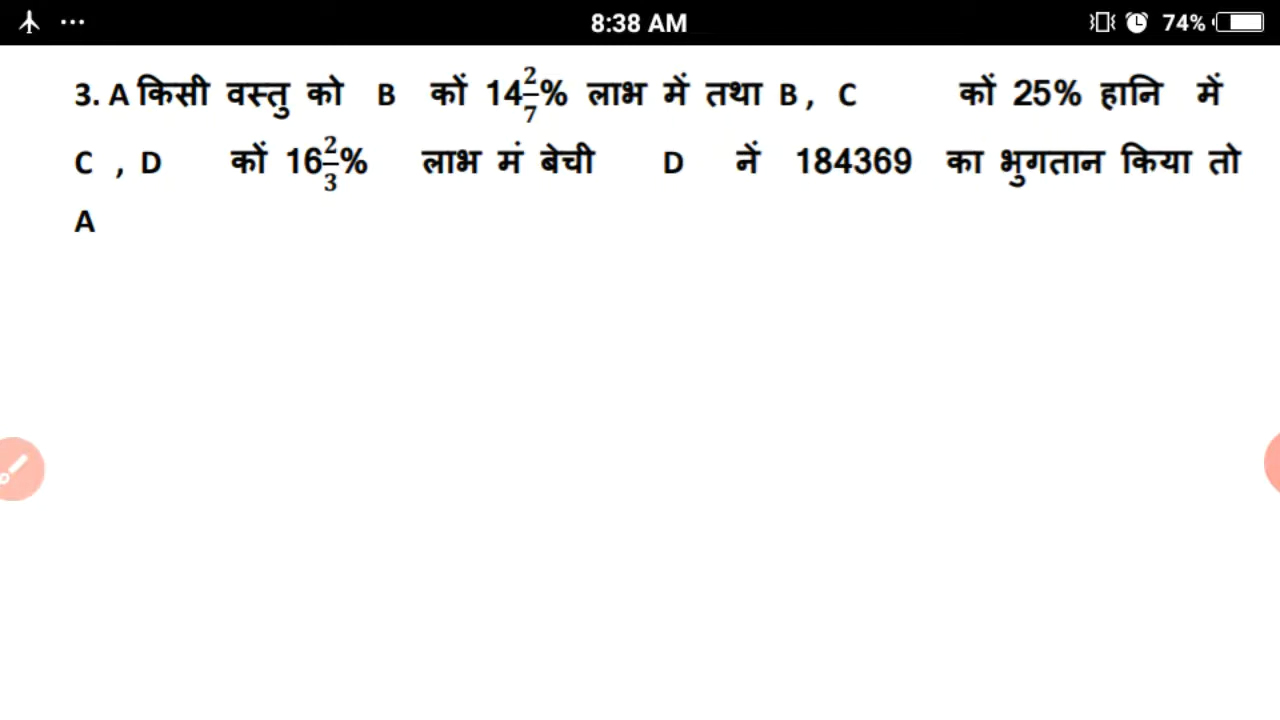 8:38 AM 74%
3. A किसी वस्तु को B कों 14 2/7% लाभ में तथा B , C कों 25% हानि में
C , D कों 16 2/3% लाभ मं बेची D नें 184369 का भुगतान किया तो
A